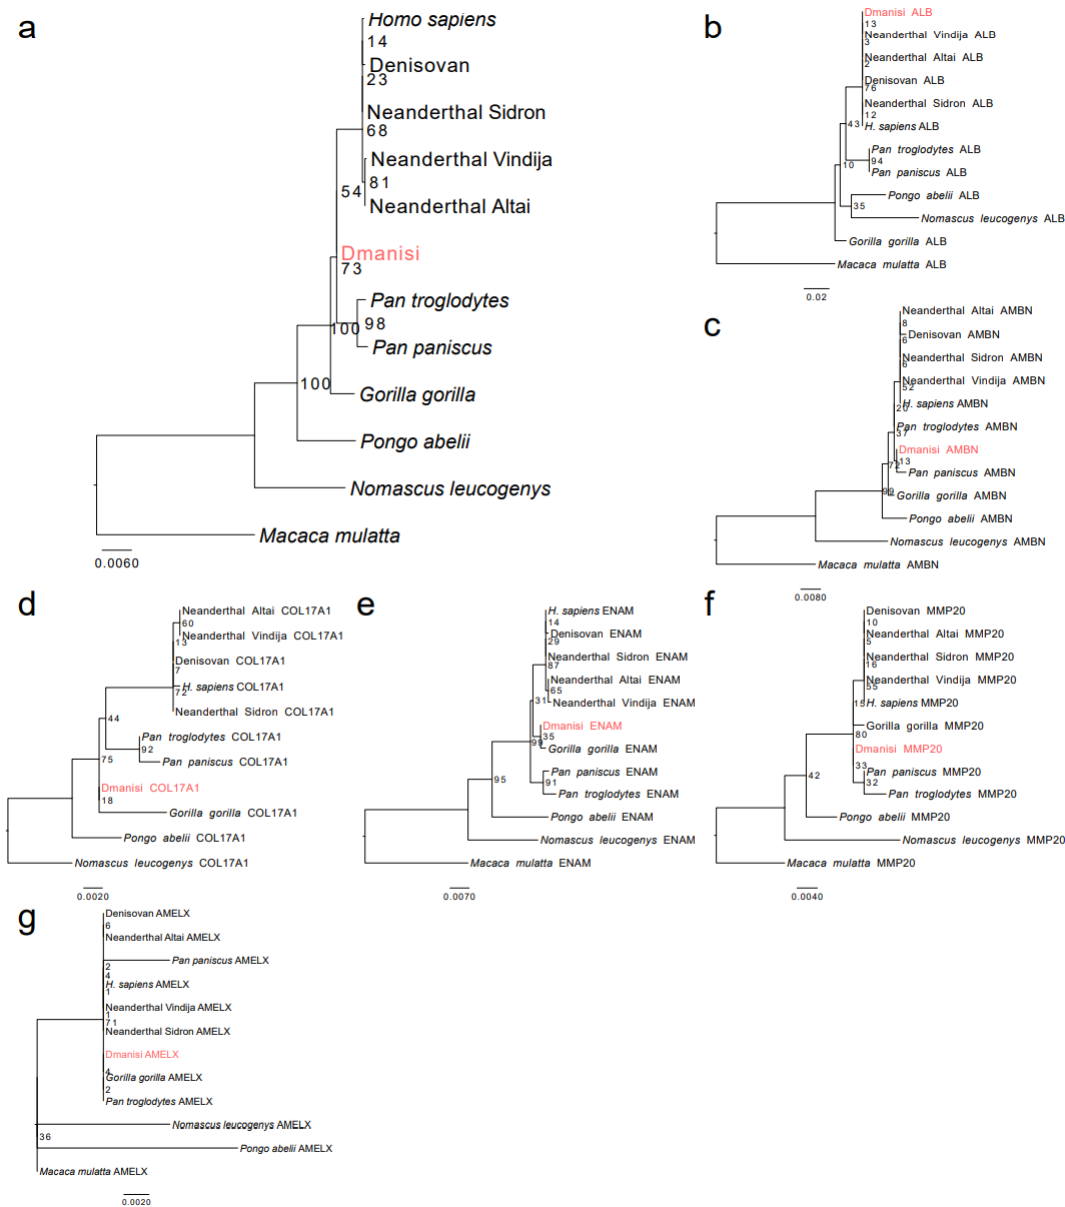 a
Homo sapiens
14
Denisovan
23
Neanderthal Sidron
68
Neanderthal Vindija
81
54
Neanderthal Altai
Dmanisi
73
Pan troglodytes
100
98
Pan paniscus
100
Gorilla gorilla
Pongo abelii
Nomascus leucogenys
Macaca mulatta
0.0060
b
Dmanisi ALB
13
Neanderthal Vindija ALB
3
Neanderthal Altai ALB
2
Denisovan ALB
76
Neanderthal Sidron ALB
12
43
H. sapiens ALB
Pan troglodytes ALB
94
10
Pan paniscus ALB
Pongo abelii ALB
35
Nomascus leucogenys ALB
Gorilla gorilla ALB
Macaca mulatta ALB
0.02
c
Neanderthal Altai AMBN
8
Denisovan AMBN
6
Neanderthal Sidron AMBN
6
Neanderthal Vindija AMBN
52
H. sapiens AMBN
20
Pan troglodytes AMBN
37
Dmanisi AMBN
72
13
Pan paniscus AMBN
99
Gorilla gorilla AMBN
Pongo abelii AMBN
Nomascus leucogenys AMBN
Macaca mulatta AMBN
0.0080
d
Neanderthal Altai COL17A1
60
Neanderthal Vindija COL17A1
13
Denisovan COL17A1
7
H. sapiens COL17A1
72
Neanderthal Sidron COL17A1
44
Pan troglodytes COL17A1
92
75
Pan paniscus COL17A1
Dmanisi COL17A1
18
Gorilla gorilla COL17A1
Pongo abelii COL17A1
Nomascus leucogenys COL17A1
0.0020
e
H. sapiens ENAM
14
Denisovan ENAM
29
Neanderthal Sidron ENAM
87
Neanderthal Altai ENAM
65
31
Neanderthal Vindija ENAM
Dmanisi ENAM
35
99
Gorilla gorilla ENAM
Pan paniscus ENAM
95
91
Pan troglodytes ENAM
Pongo abelii ENAM
Nomascus leucogenys ENAM
Macaca mulatta ENAM
0.0070
f
Denisovan MMP20
10
Neanderthal Altai MMP20
5
Neanderthal Sidron MMP20
16
Neanderthal Vindija MMP20
55
15
H. sapiens MMP20
Gorilla gorilla MMP20
80
Dmanisi MMP20
33
Pan paniscus MMP20
42
32
Pan troglodytes MMP20
Pongo abelii MMP20
Nomascus leucogenys MMP20
Macaca mulatta MMP20
0.0040
g
Denisovan AMELX
6
Neanderthal Altai AMELX
Pan paniscus AMELX
2
4
H. sapiens AMELX
1
Neanderthal Vindija AMELX
1
71
Neanderthal Sidron AMELX
Dmanisi AMELX
4
Gorilla gorilla AMELX
2
Pan troglodytes AMELX
Nomascus leucogenys AMELX
36
Pongo abelii AMELX
Macaca mulatta AMELX
0.0020